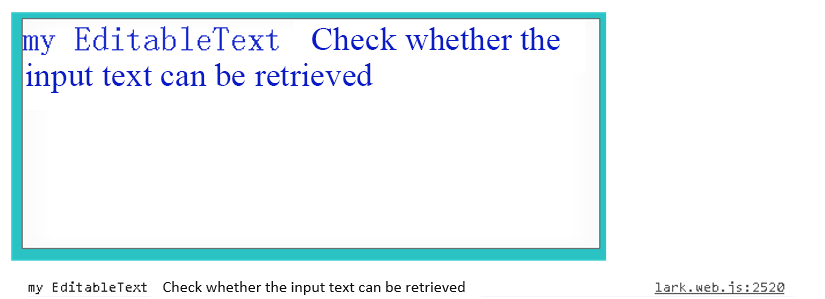 my EditableText Check whether the
input text can be retrieved
my EditableText Check whether the input text can be retrieved lark.web.js:2520